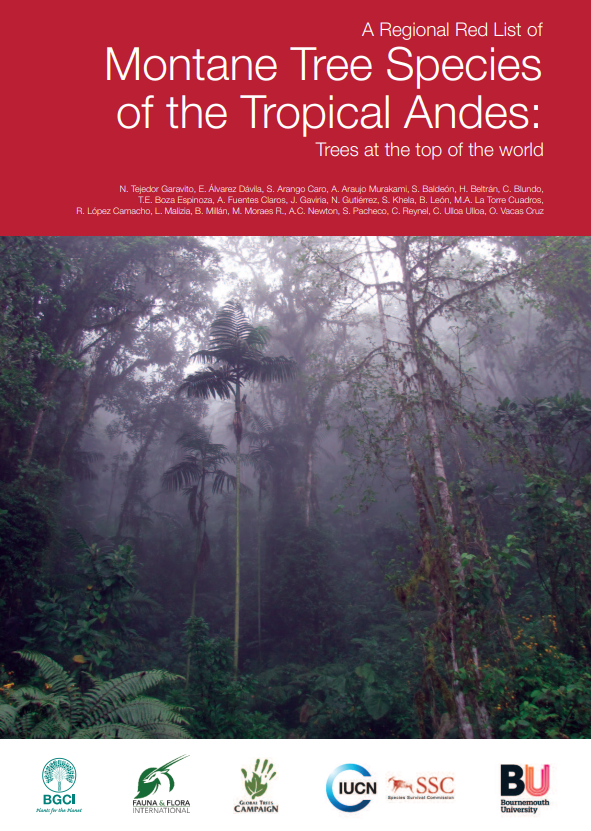 A Regional Red List of
Montane Tree Species
of the Tropical Andes:
Trees at the top of the world
N. Tejedor Garavito, E. Álvarez Dávila, S. Arango Caro, A. Araujo Murakami, S. Baldeón, H. Beltrán, C. Blundo,
T.E. Boza Espinoza, A. Fuentes Claros, J. Gaviria, N. Gutiérrez, S. Khela, B. León, M.A. La Torre Cuadros,
R. López Camacho, L. Malizia, B. Millán, M. Moraes R., A.C. Newton, S. Pacheco, C. Reynel, C. Ulloa Ulloa, O. Vacas Cruz
BGCI
Plants for the Planet
FAUNA & FLORA
INTERNATIONAL
GLOBAL TREES
CAMPAIGN
IUCN
SSC
Species Survival Commission
BU
Bournemouth
University